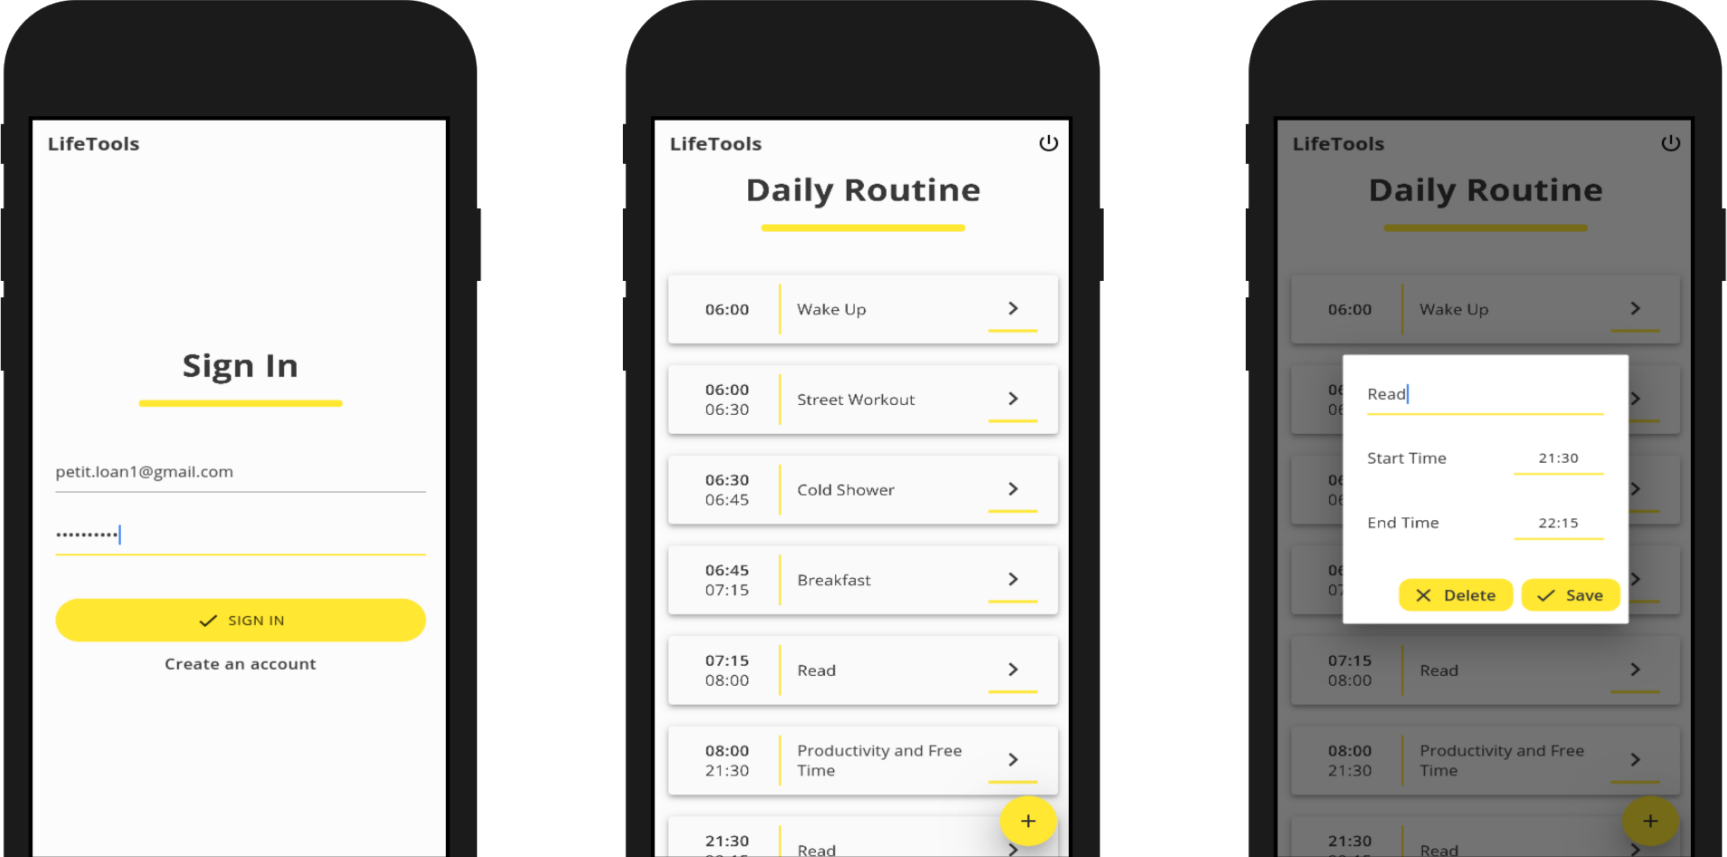 LifeTools
Sign In
petit.loan1@gmail.com
••••••••••
SIGN IN
Create an account
LifeTools
Daily Routine
06:00
Wake Up
06:00
06:30
Street Workout
06:30
06:45
Cold Shower
06:45
07:15
Breakfast
07:15
08:00
Read
08:00
21:30
Productivity and Free
Time
21:30
Read
LifeTools
Daily Routine
06:00
Wake Up
Read
Start Time 21:30
End Time 22:15
Delete Save
07:15
08:00
Read
08:00
21:30
Productivity and Free
Time
21:30
Read